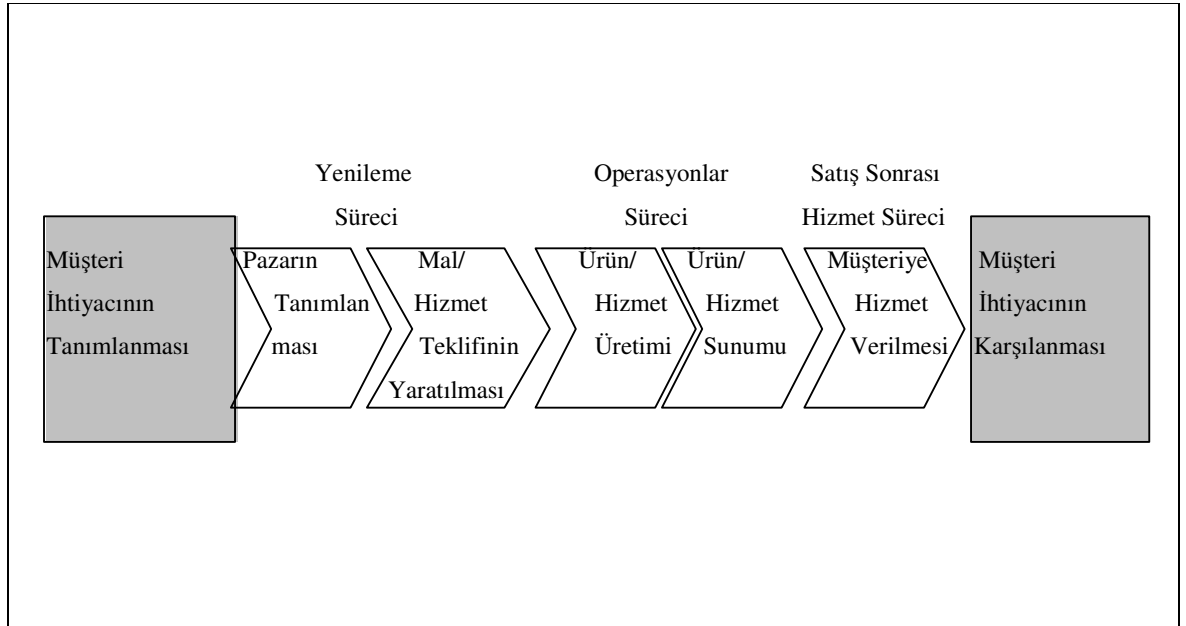 Yenileme
Süreci
Operasyonlar
Süreci
Satış Sonrası
Hizmet Süreci
Müşteri
İhtiyacının
Tanımlanması
Pazarın
Tanımlan
ması
Mal/
Hizmet
Teklifinin
Yaratılması
Ürün/
Hizmet
Üretimi
Ürün/
Hizmet
Sunumu
Müşteriye
Hizmet
Verilmesi
Müşteri
İhtiyacının
Karşılanması